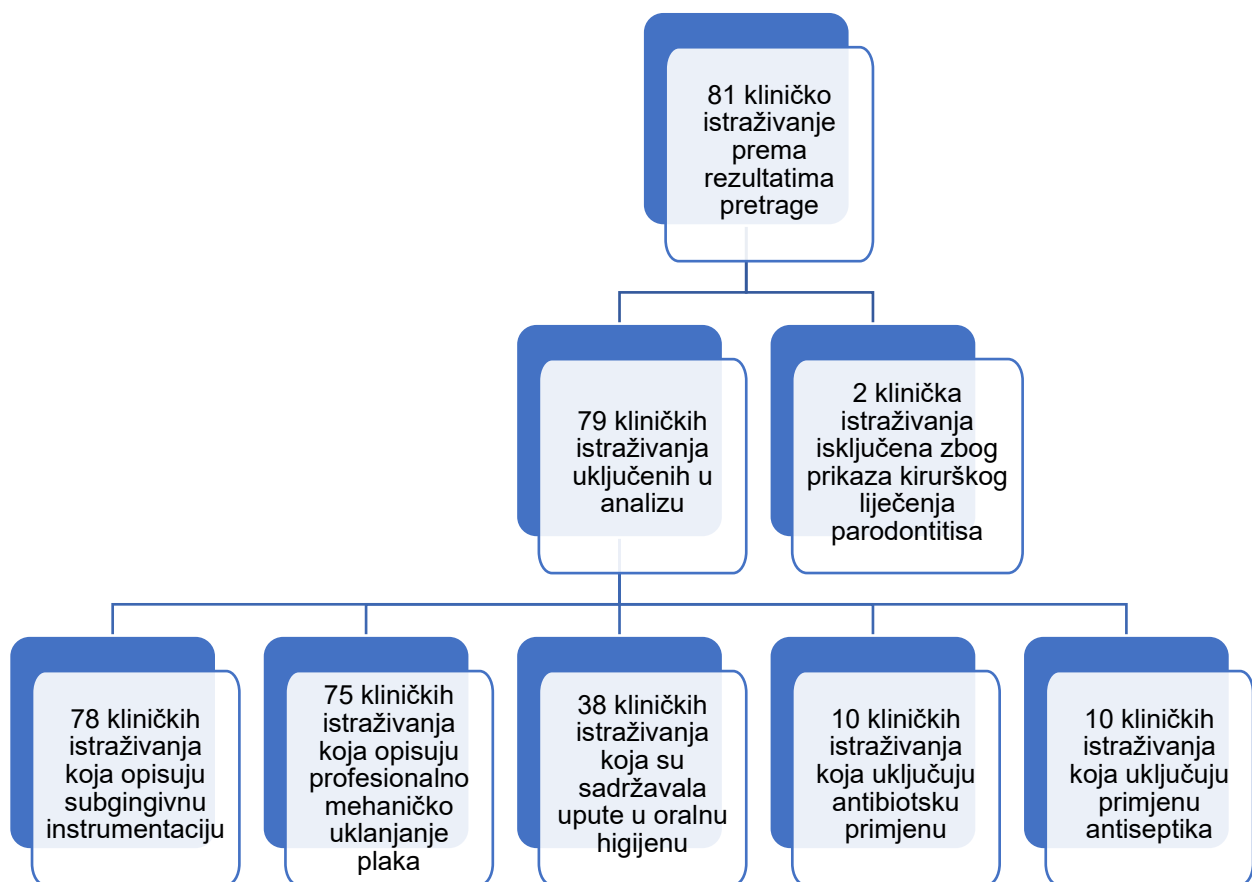 81 kliničko
istraživanje
prema
rezultatima
pretrage
79 kliničkih
istraživanja
uključenih u
analizu
2 klinička
istraživanja
isključena zbog
prikaza kirurškog
liječenja
parodontitisa
78 kliničkih
istraživanja
koja opisuju
subgingivnu
instrumentaciju
75 kliničkih
istraživanja
koja opisuju
profesionalno
mehaničko
uklanjanje
plaka
38 kliničkih
istraživanja
koja su
sadržavala
upute u oralnu
higijenu
10 kliničkih
istraživanja
koja uključuju
antibiotsku
primjenu
10 kliničkih
istraživanja
koja uključuju
primjenu
antiseptika